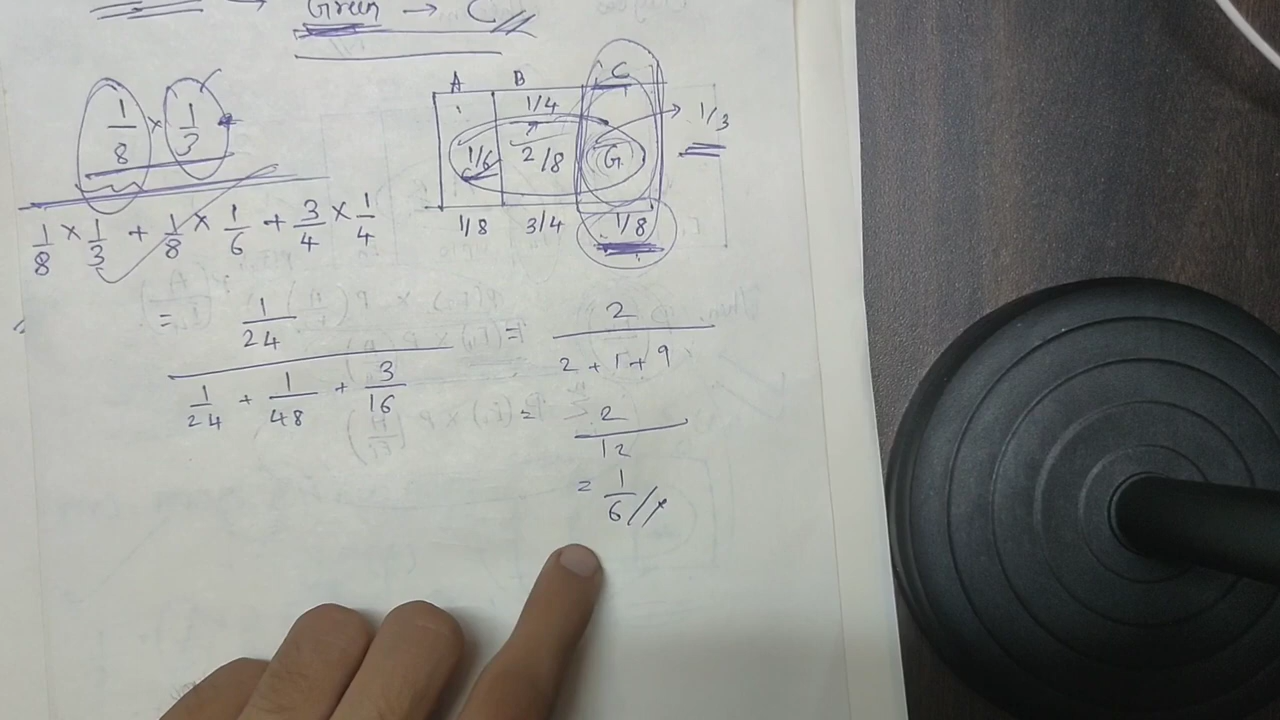 Green → C //
1/8 × 1/3
1/8 × 1/3 + 1/8 × 1/6 + 3/4 × 1/4
A B C
1/4
1/6 2/8 G → 1/3
1/8 3/4 1/8
= 1/24
1/24 + 1/48 + 3/16
= 2
2 + 1 + 9
= 2
12
= 1/6 //